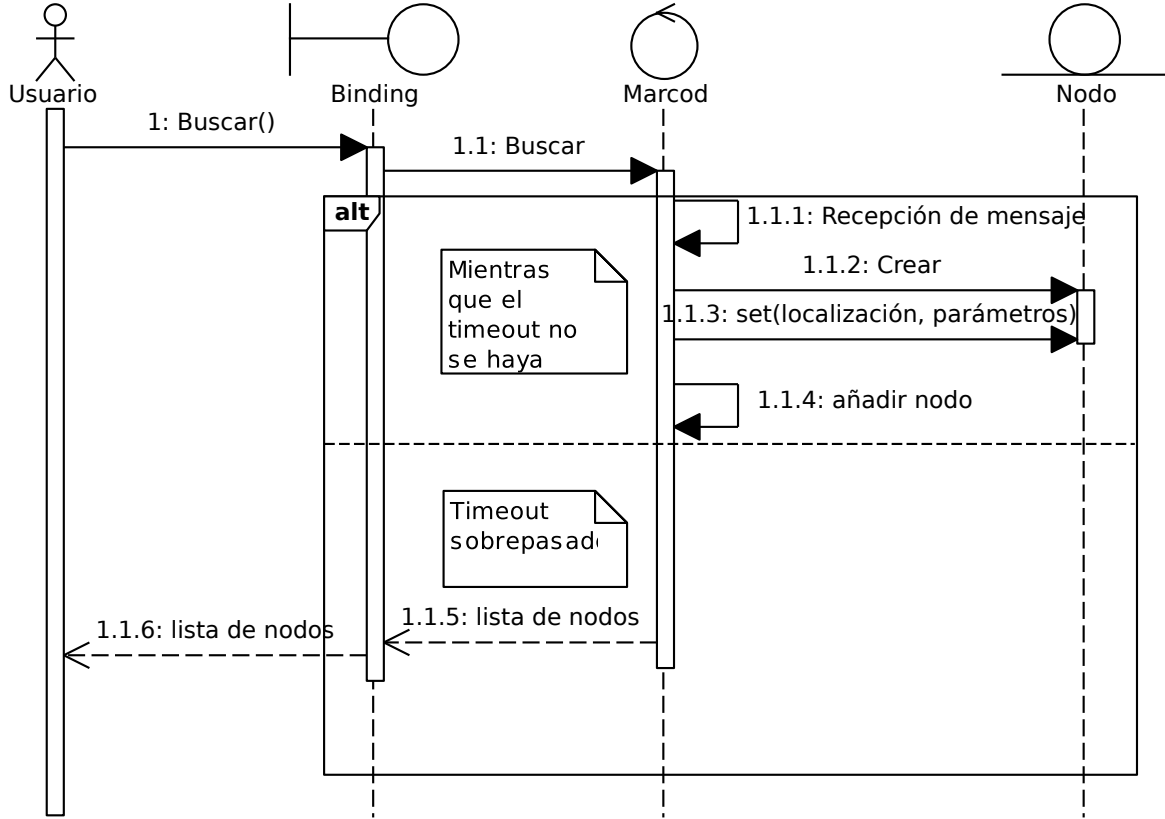 Usuario
Binding
Marcod
Nodo
1: Buscar()
1.1: Buscar
alt
1.1.1: Recepción de mensaje
Mientras
que el
timeout no
se haya
1.1.2: Crear
1.1.3: set(localización, parámetros)
1.1.4: añadir nodo
Timeout
1.1.5: lista de nodos
1.1.6: lista de nodos